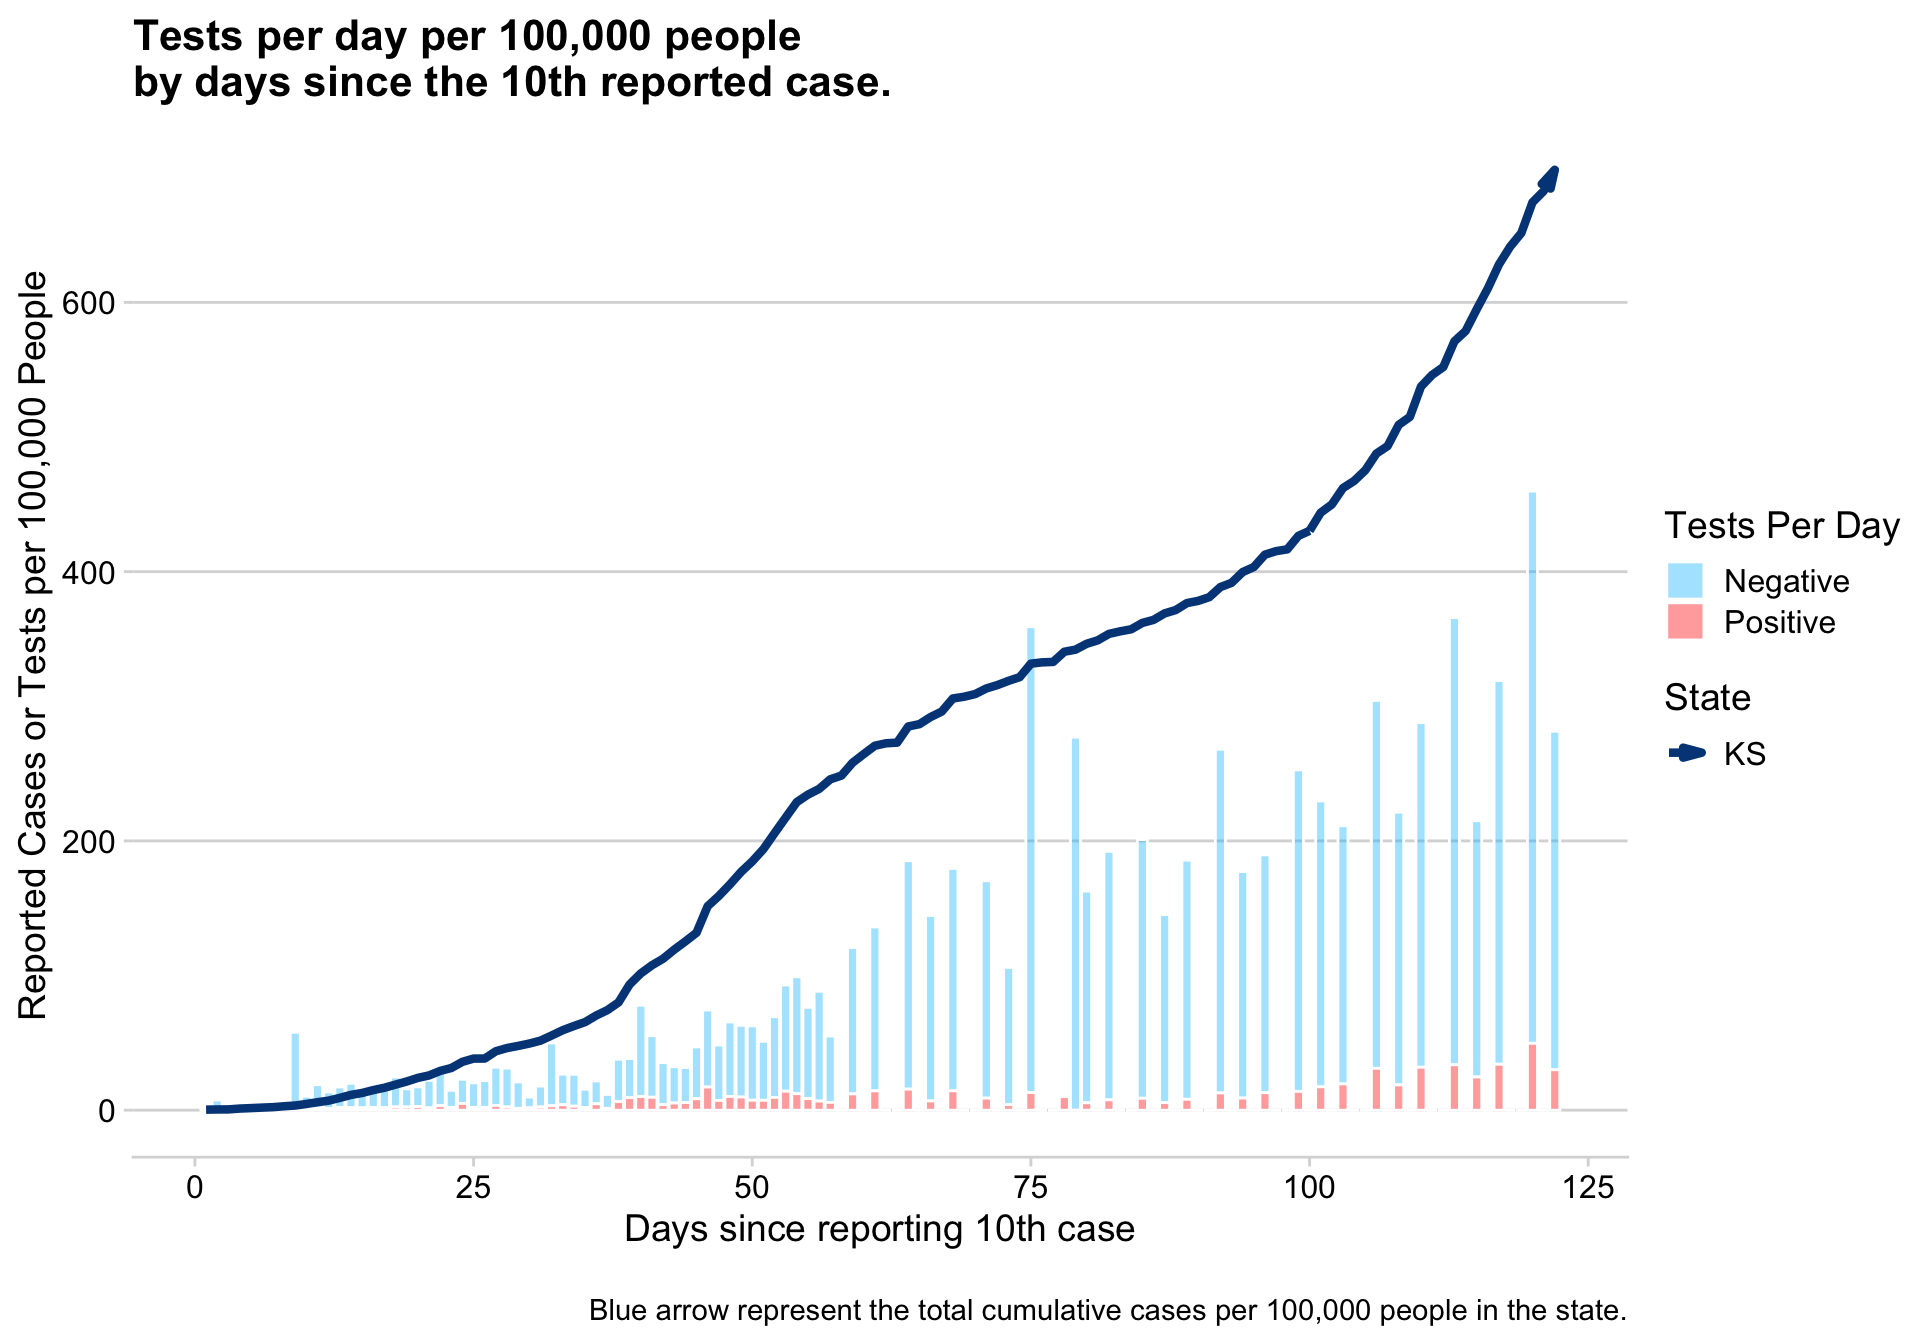 Tests per day per 100,000 people
by days since the 10th reported case.
Reported Cases or Tests per 100,000 People
600
400
200
0
0
25
50
75
100
125
Days since reporting 10th case
Tests Per Day
Negative
Positive
State
KS
Blue arrow represent the total cumulative cases per 100,000 people in the state.